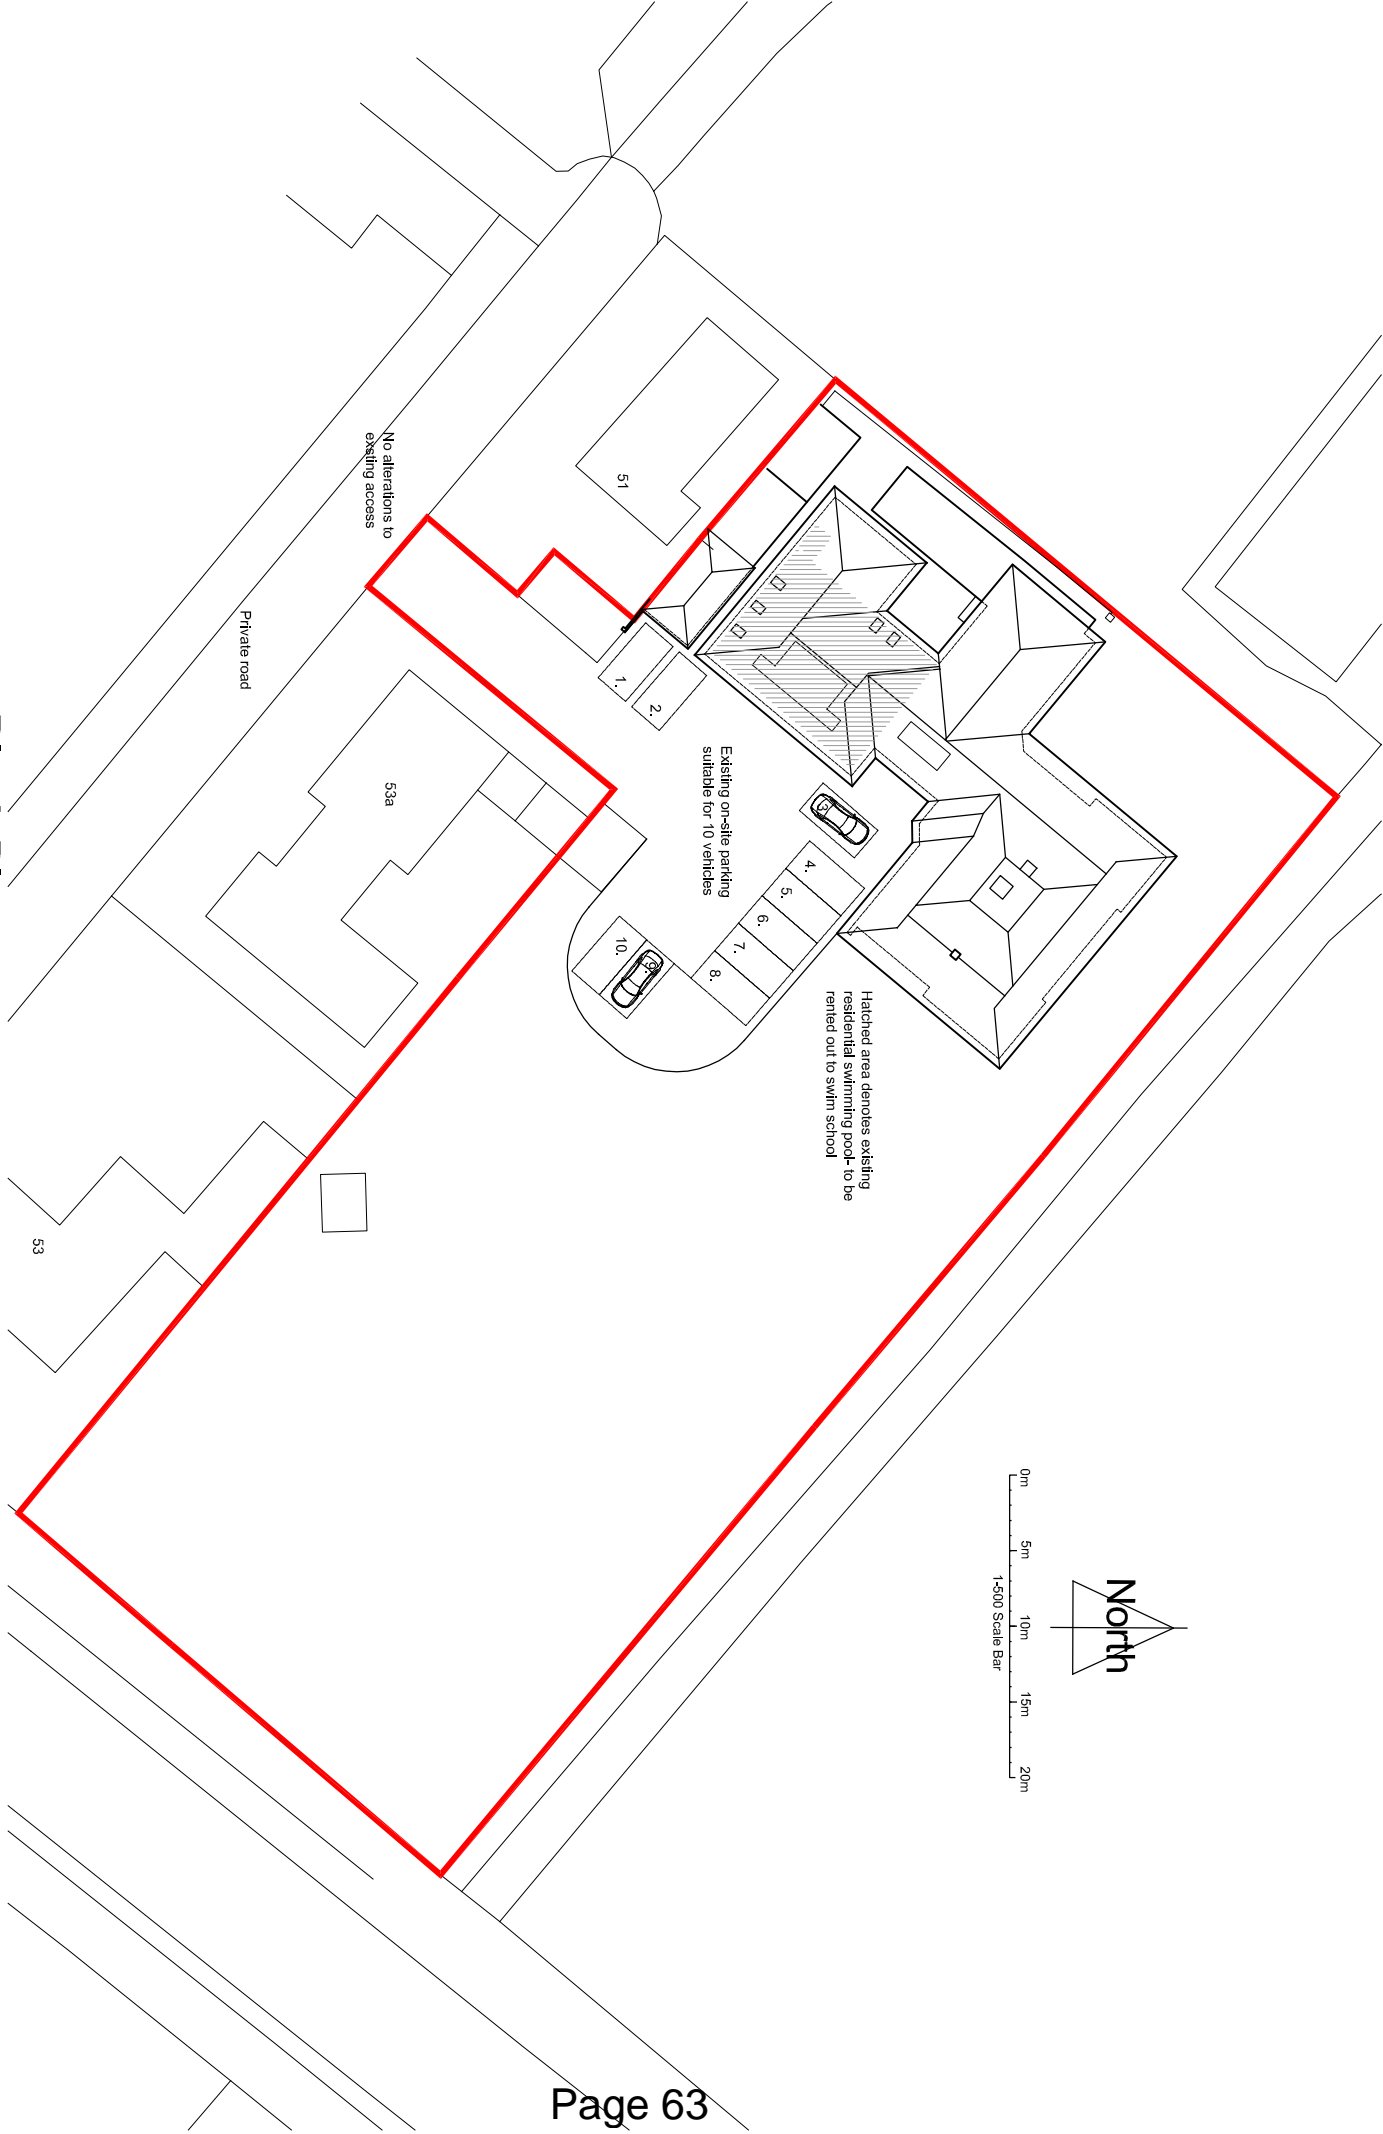 No alterations to
exsting access
Private road
51
53a
53
1.
2.
3
4.
5.
6.
7.
8.
9.
10.
Existing on-site parking
suitable for 10 vehicles
Hatched area denotes existing
residential swimming pool- to be
rented out to swim school
0m 5m 10m 15m 20m
1-500 Scale Bar
North
Page 63